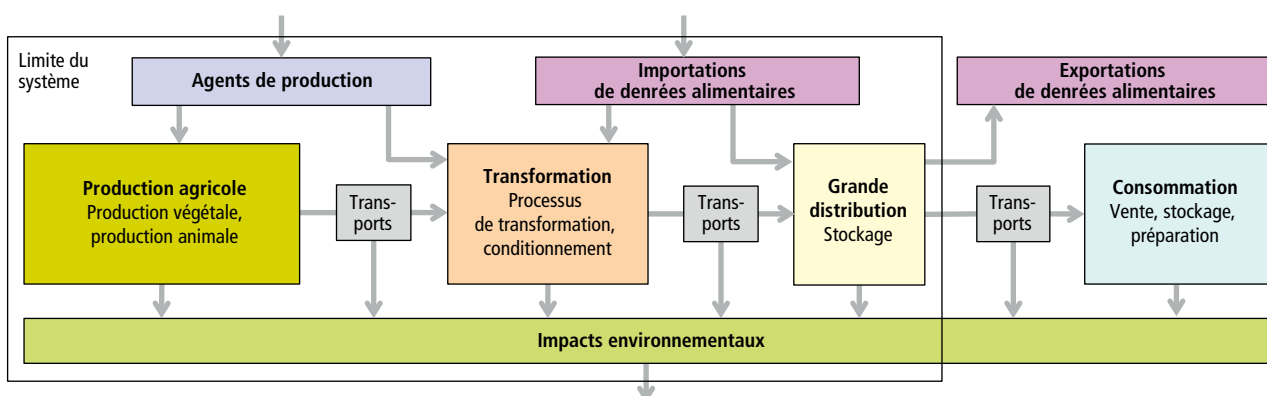 Limite du
système
Agents de production
Importations
de denrées alimentaires
Exportations
de denrées alimentaires
Production agricole
Production végétale,
production animale
Trans-
ports
Transformation
Processus
de transformation,
conditionnement
Trans-
ports
Grande
distribution
Stockage
Trans-
ports
Consommation
Vente, stockage,
préparation
Impacts environnementaux